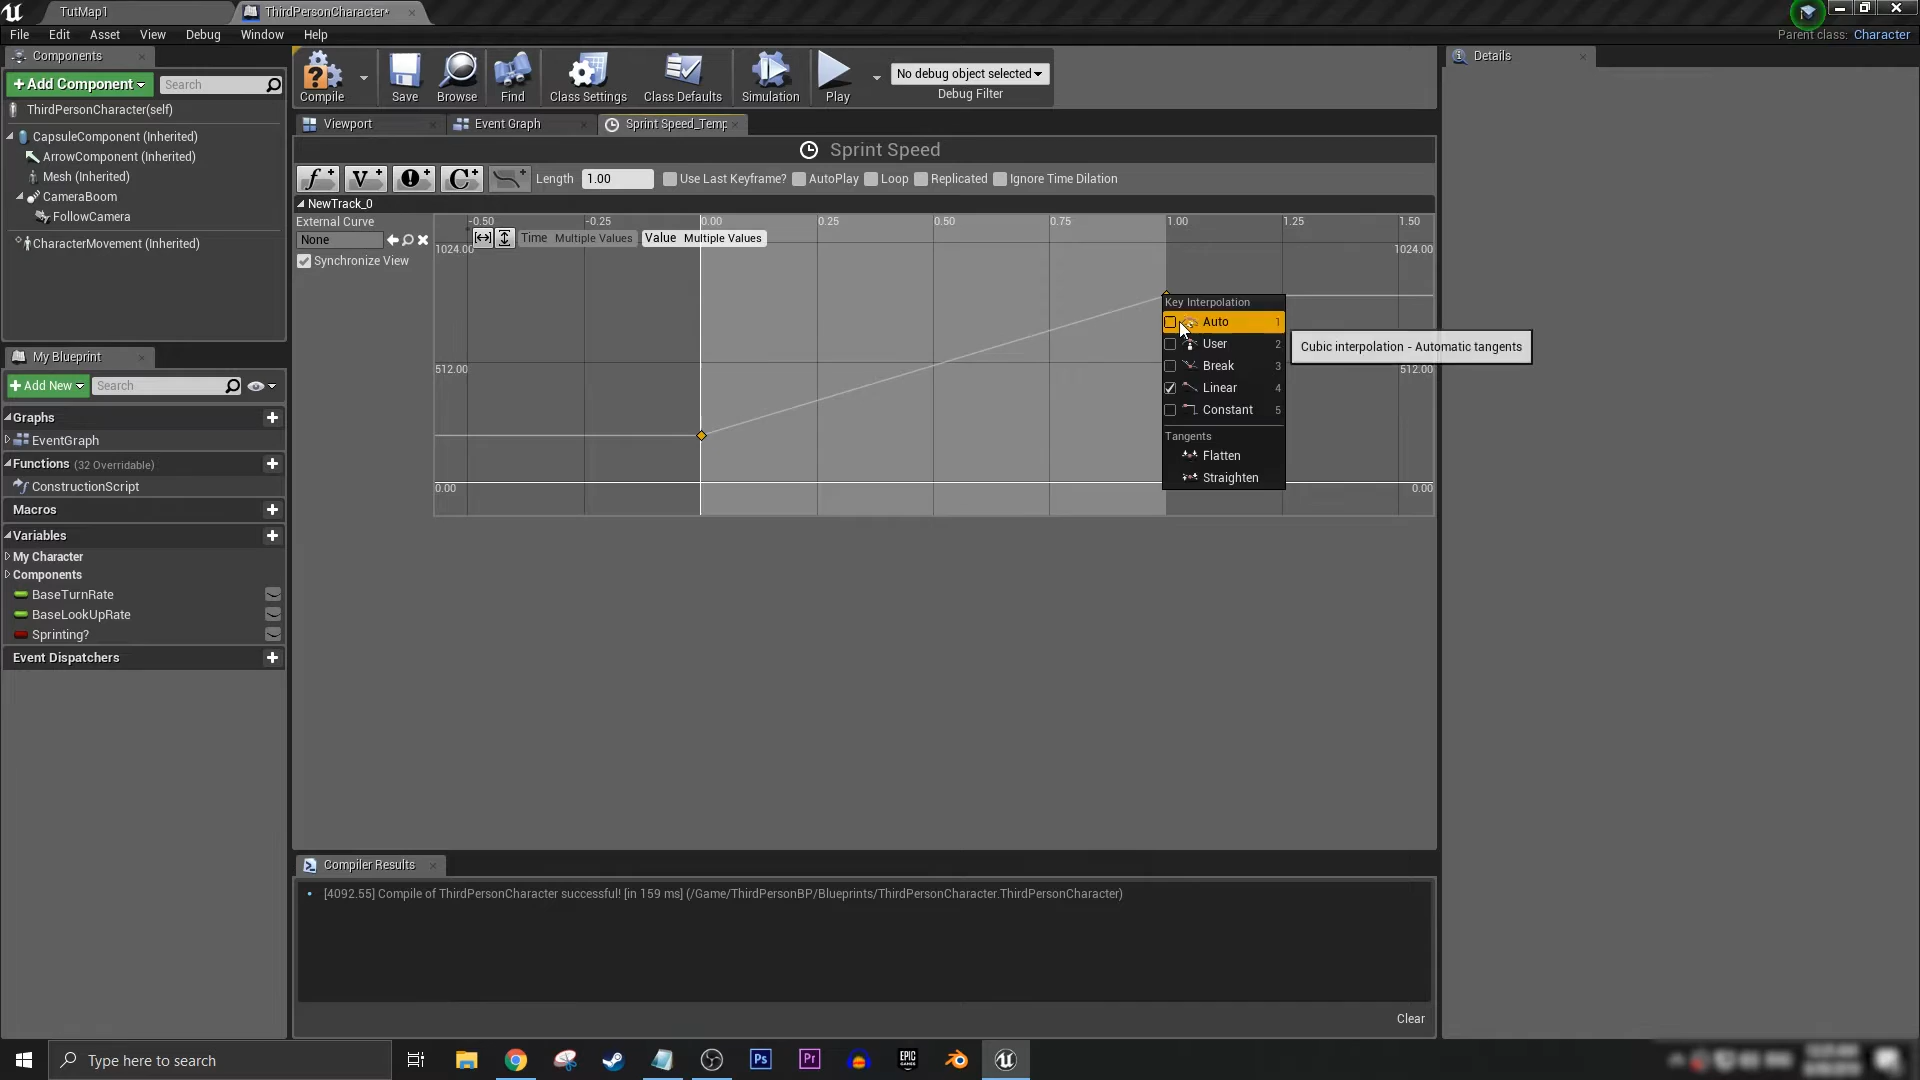 TutMap1
ThirdPersonCharacter*
File Edit Asset View Debug Window Help
Parent class: Character
Components
+Add Component
Search
ThirdPersonCharacter(self)
CapsuleComponent (Inherited)
ArrowComponent (Inherited)
Mesh (Inherited)
CameraBoom
FollowCamera
CharacterMovement (Inherited)
My Blueprint
+Add New
Search
Graphs
EventGraph
Functions (32 Overridable)
ConstructionScript
Macros
Variables
My Character
Components
BaseTurnRate
BaseLookUpRate
Sprinting?
Event Dispatchers
Compile
Save
Browse
Find
Class Settings
Class Defaults
Simulation
Play
No debug object selected
Debug Filter
Viewport
Event Graph
Sprint Speed_Temp
Sprint Speed
f+ V+ !+ C+
Length 1.00 Use Last Keyframe? AutoPlay Loop Replicated Ignore Time Dilation
NewTrack_0
External Curve
None
Synchronize View
-0.50 -0.25 0.00 0.25 0.50 0.75 1.00 1.25 1.50
Time Multiple Values Value Multiple Values
1024.00 1024.00
512.00 512.00
0.00 0.00
Key Interpolation
Auto 1
User 2
Break 3
Linear 4
Constant 5
Tangents
Flatten
Straighten
Cubic interpolation - Automatic tangents
Details
Compiler Results
[4092.55] Compile of ThirdPersonCharacter successful! [in 159 ms] (/Game/ThirdPersonBP/Blueprints/ThirdPersonCharacter.ThirdPersonCharacter)
Clear
Type here to search
Ps
Pr
EPIC
GAMES